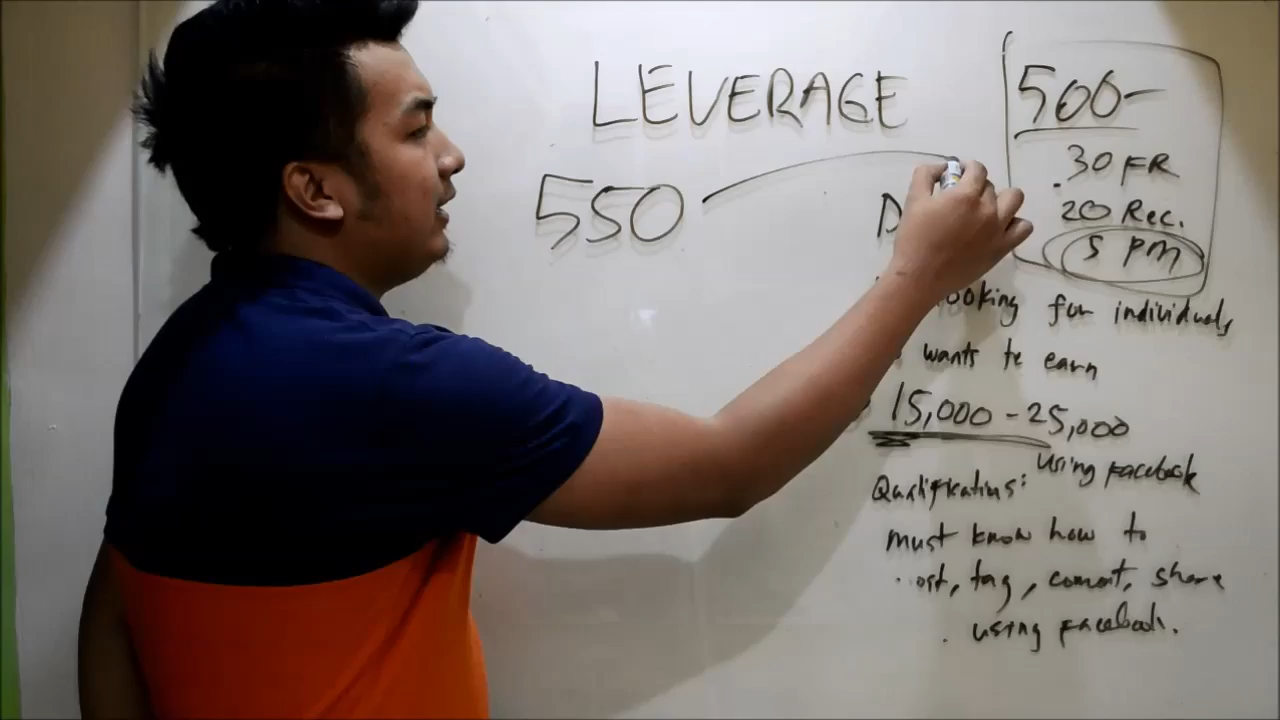 LEVERAGE
550
D
500-
.30 FR
20 Rec.
5 PM
looking for individuals
wants to earn
15,000 - 25,000
using facebook
Qualifications:
must know how to
ost, tag, comment, share
using facebook.